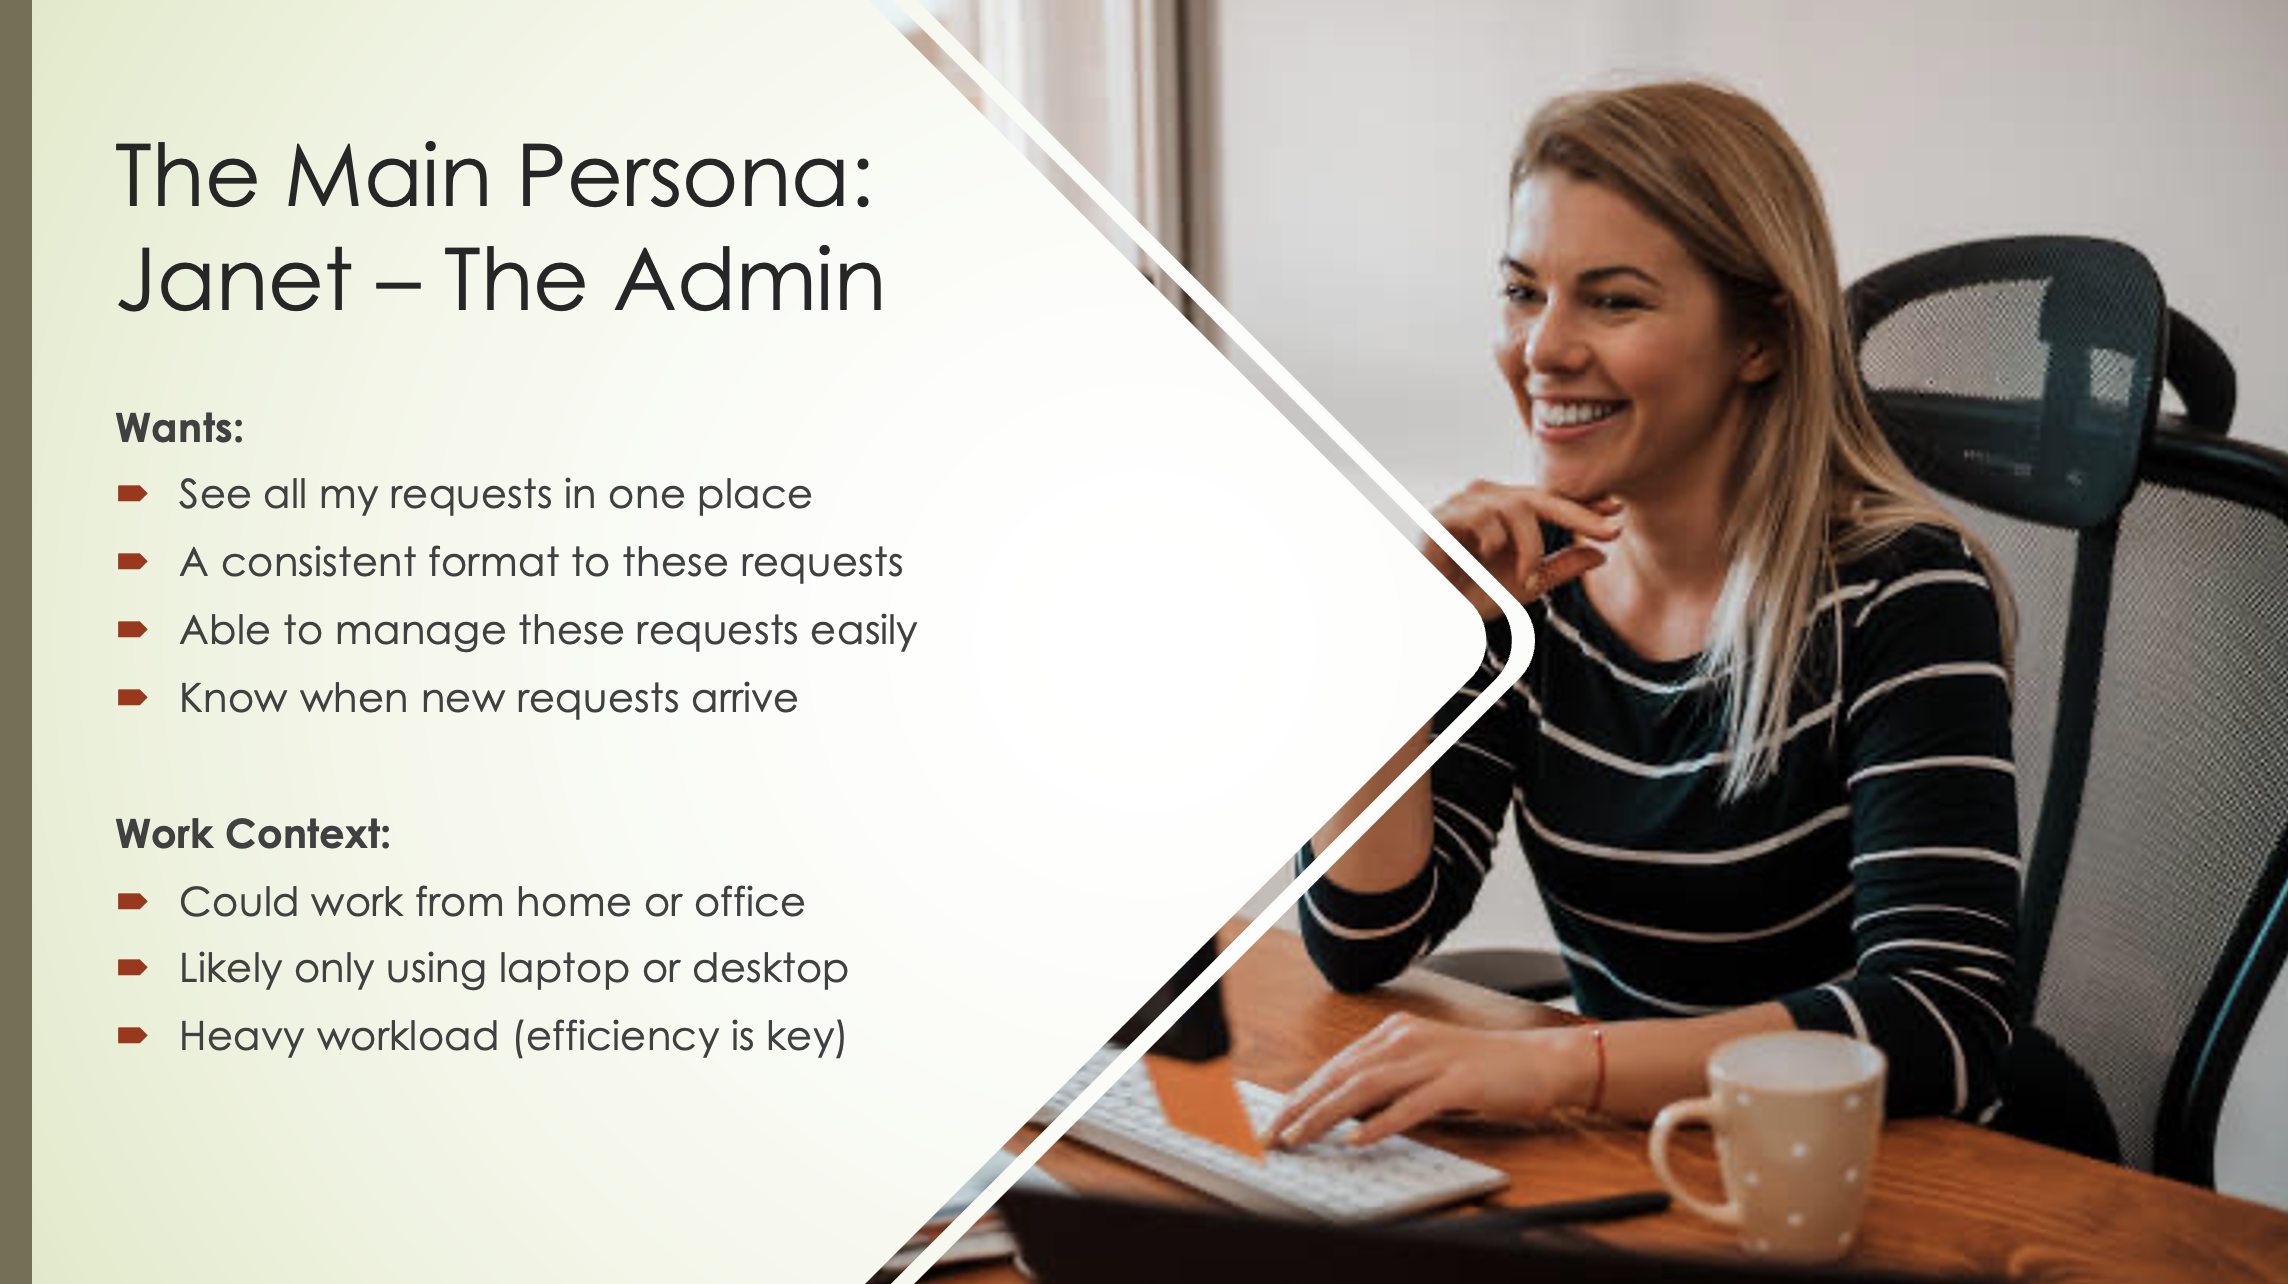 The Main Persona:
Janet – The Admin
Wants:
See all my requests in one place
A consistent format to these requests
Able to manage these requests easily
Know when new requests arrive
Work Context:
Could work from home or office
Likely only using laptop or desktop
Heavy workload (efficiency is key)